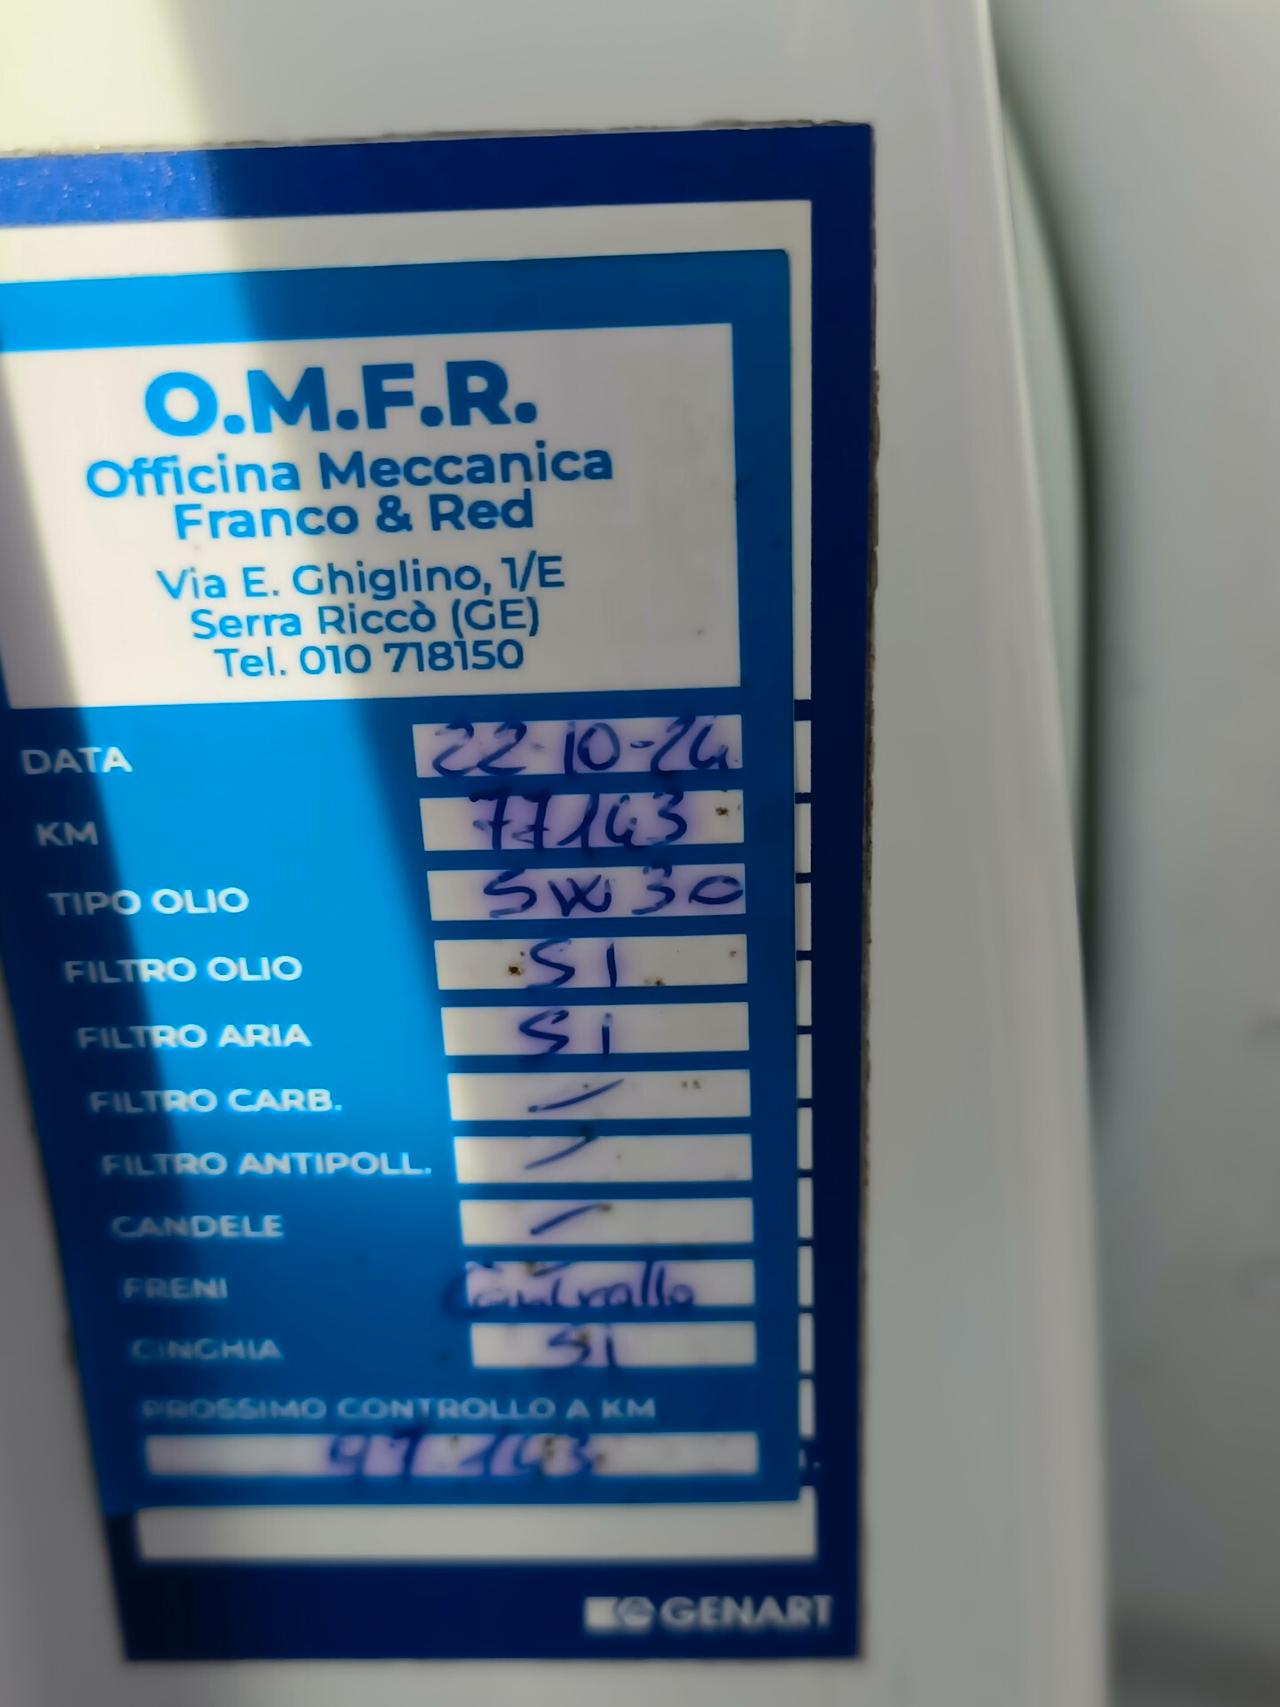 O.M.F.R.
Officina Meccanica
Franco & Red
Via E. Ghiglino, 1/E
Serra Riccò (GE)
Tel. 010 718150
DATA 22-10-24
KM 77143
TIPO OLIO 5W30
FILTRO OLIO SI
FILTRO ARIA Si
FILTRO CARB. /
FILTRO ANTIPOLL. /
CANDELE /
FRENI Controllo
CINGHIA Si
PROSSIMO CONTROLLO A KM
GENART